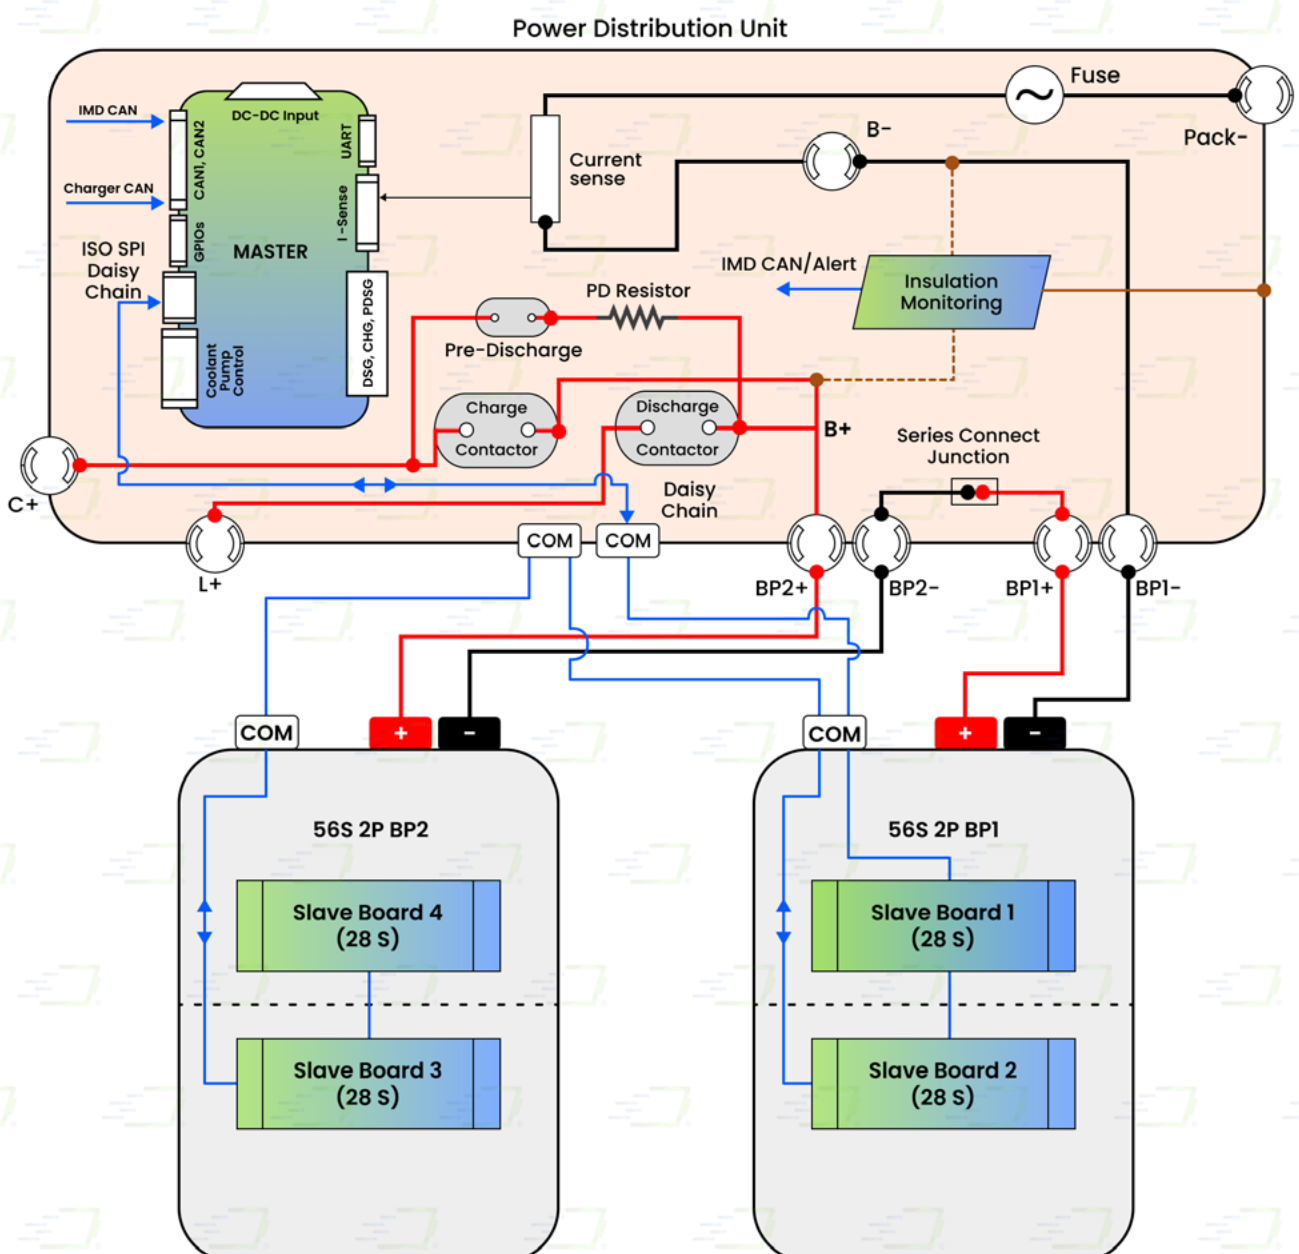 Power Distribution Unit
Fuse
Pack-
IMD CAN
DC-DC Input
CAN1, CAN2
UART
B-
Current
sense
Charger CAN
I -Sense
GPIOs
ISO SPI
Daisy
Chain
MASTER
IMD CAN/Alert
Insulation
Monitoring
PD Resistor
DSG, CHG, PDSG
Pre-Discharge
Coolant
Pump
Control
Charge
Contactor
Discharge
Contactor
B+
Series Connect
Junction
C+
Daisy
Chain
COM
COM
L+
BP2+
BP2-
BP1+
BP1-
COM
+
-
COM
+
-
56S 2P BP2
56S 2P BP1
Slave Board 4
(28 S)
Slave Board 1
(28 S)
Slave Board 3
(28 S)
Slave Board 2
(28 S)